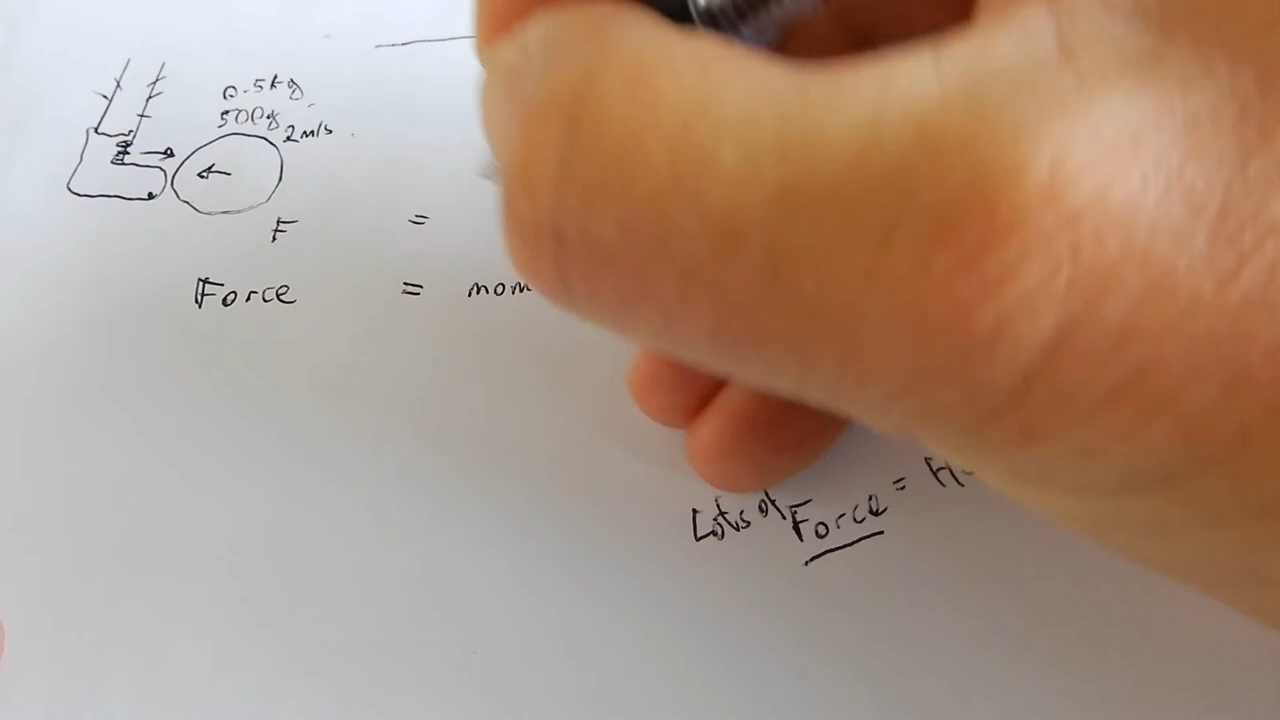 0.5kg
500g
2m/s
F =
Force = mom
Lots of Force =